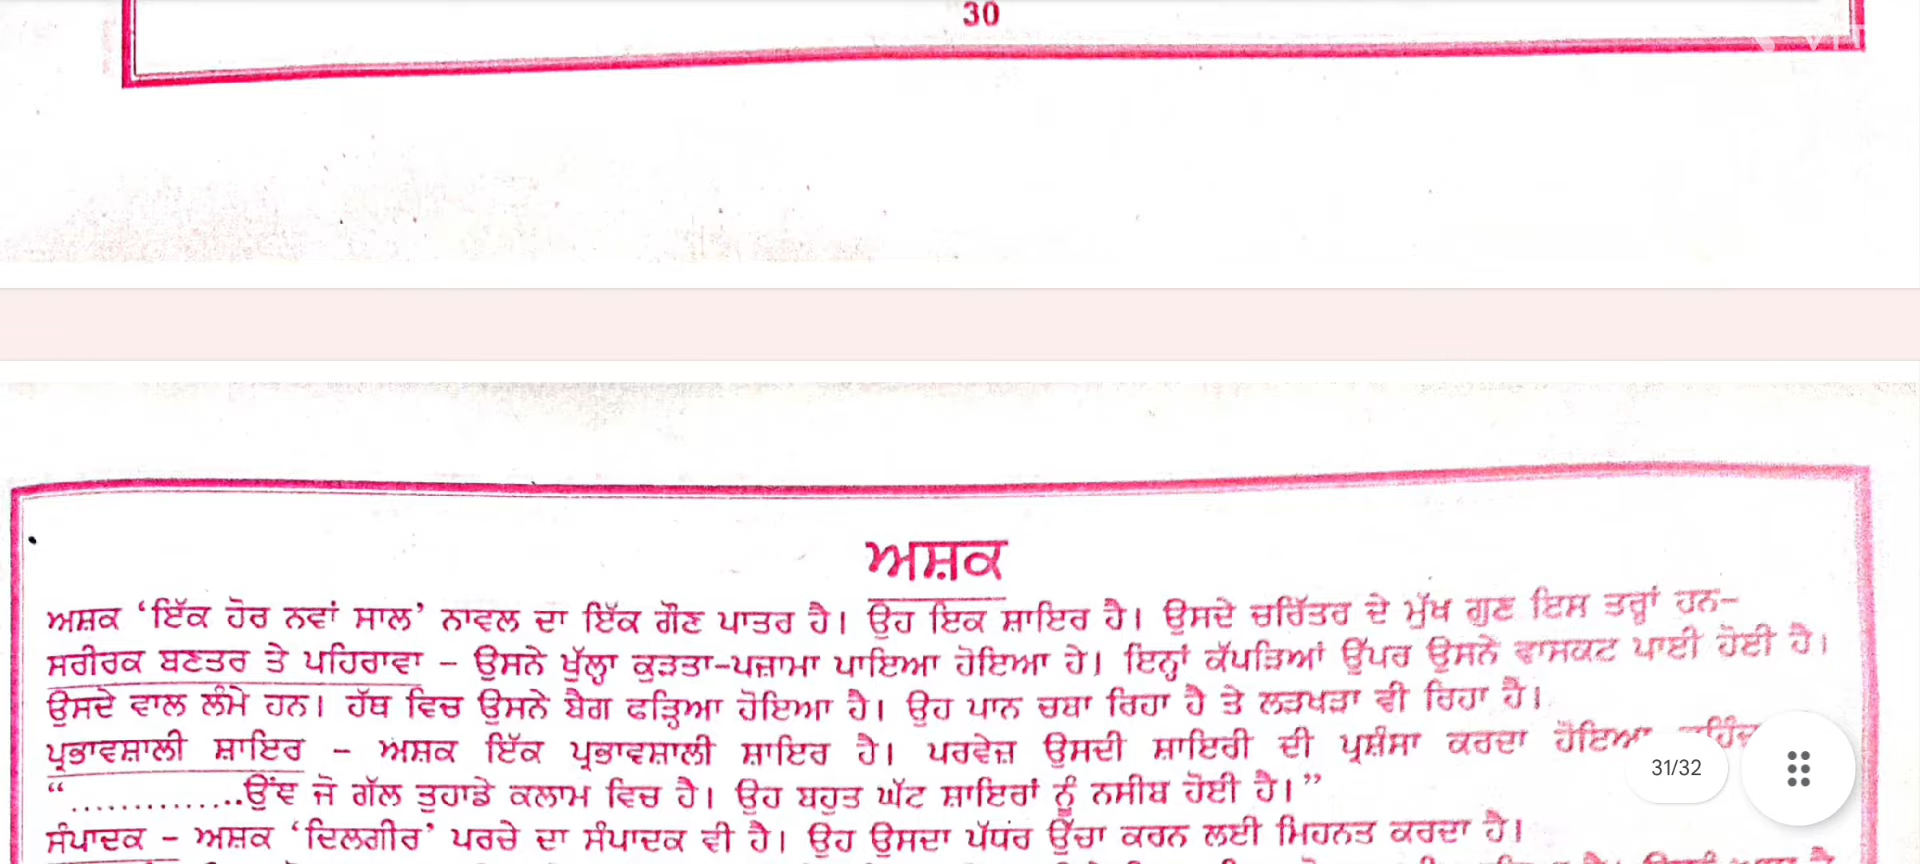 30
ਅਸ਼ਕ
ਅਸ਼ਕ ‘ਇੱਕ ਹੋਰ ਨਵਾਂ ਸਾਲ’ ਨਾਵਲ ਦਾ ਇੱਕ ਗੌਣ ਪਾਤਰ ਹੈ। ਉਹ ਇਕ ਸ਼ਾਇਰ ਹੈ। ਉਸਦੇ ਚਰਿੱਤਰ ਦੇ ਮੁੱਖ ਗੁਣ ਇਸ ਤਰ੍ਹਾਂ ਹਨ-
ਸਰੀਰਕ ਬਣਤਰ ਤੇ ਪਹਿਰਾਵਾ - ਉਸਨੇ ਖੁੱਲ੍ਹਾ ਕੁੜਤਾ-ਪਜ਼ਾਮਾ ਪਾਇਆ ਹੋਇਆ ਹੇ। ਇਨ੍ਹਾਂ ਕੱਪੜਿਆਂ ਉੱਪਰ ਉਸਨੇ ਵਾਸਕਟ ਪਾਈ ਹੋਈ ਹੈ।
ਉਸਦੇ ਵਾਲ ਲੰਮੇ ਹਨ। ਹੱਥ ਵਿਚ ਉਸਨੇ ਬੈਗ ਫੜ੍ਹਿਆ ਹੋਇਆ ਹੈ। ਉਹ ਪਾਨ ਚਬਾ ਰਿਹਾ ਹੈ ਤੇ ਲੜਖੜਾ ਵੀ ਰਿਹਾ ਹੈ।
ਪ੍ਰਭਾਵਸ਼ਾਲੀ ਸ਼ਾਇਰ - ਅਸ਼ਕ ਇੱਕ ਪ੍ਰਭਾਵਸ਼ਾਲੀ ਸ਼ਾਇਰ ਹੈ। ਪਰਵੇਜ਼ ਉਸਦੀ ਸ਼ਾਇਰੀ ਦੀ ਪ੍ਰਸ਼ੰਸਾ ਕਰਦਾ ਹੋਇਆ
“...............ਉਂਞ ਜੋ ਗੱਲ ਤੁਹਾਡੇ ਕਲਾਮ ਵਿਚ ਹੈ। ਉਹ ਬਹੁਤ ਘੱਟ ਸ਼ਾਇਰਾਂ ਨੂੰ ਨਸੀਬ ਹੋਈ ਹੈ।”
31/32
ਸੰਪਾਦਕ - ਅਸ਼ਕ ‘ਦਿਲਗੀਰ’ ਪਰਚੇ ਦਾ ਸੰਪਾਦਕ ਵੀ ਹੈ। ਉਹ ਉਸਦਾ ਪੱਧਰ ਉੱਚਾ ਕਰਨ ਲਈ ਮਿਹਨਤ ਕਰਦਾ ਹੈ।